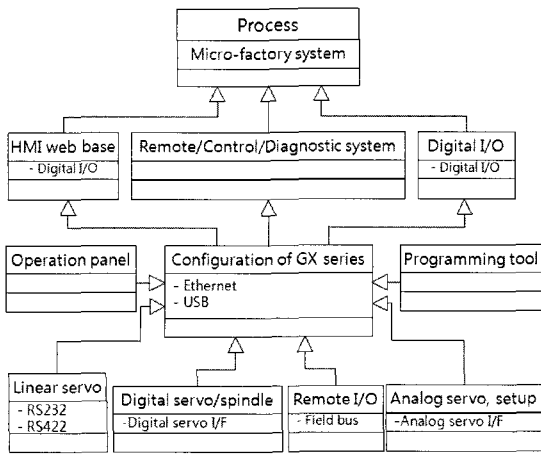 Process
Micro-factory system
HMI web base
- Digital I/O
Remote/Control/Diagnostic system
Digital I/O
- Digital I/O
Operation panel
Configuration of GX series
- Ethernet
- USB
Programming tool
Linear servo
- RS232
- RS422
Digital servo/spindle
-Digital servo I/F
Remote I/O
- Field bus
Analog servo, setup
-Analog servo I/F